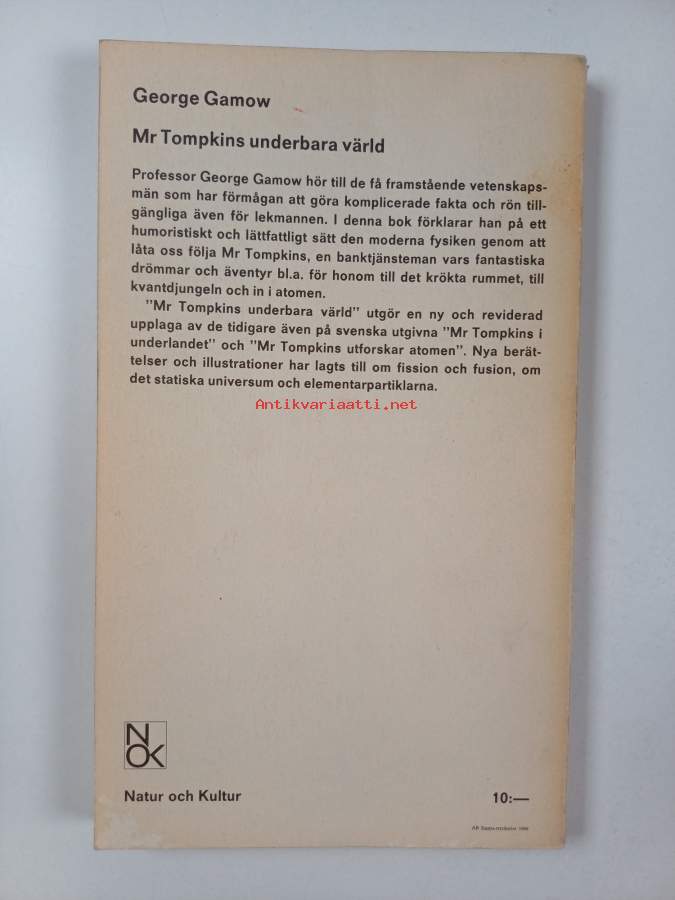 George Gamow
Mr Tompkins underbara värld
Professor George Gamow hör till de få framstående vetenskaps-
män som har förmågan att göra komplicerade fakta och rön till-
gängliga även för lekmannen. I denna bok förklarar han på ett
humoristiskt och lättfattligt sätt den moderna fysiken genom att
låta oss följa Mr Tompkins, en banktjänsteman vars fantastiska
drömmar och äventyr bl.a. för honom till det krökta rummet, till
kvantdjungeln och in i atomen.
"Mr Tompkins underbara värld" utgör en ny och reviderad
upplaga av de tidigare även på svenska utgivna "Mr Tompkins i
underlandet" och "Mr Tompkins utforskar atomen". Nya berät-
telser och illustrationer har lagts till om fission och fusion, om
det statiska universum och elementarpartiklarna.
Antikvariaatti.net
N
OK
Natur och Kultur
10:—